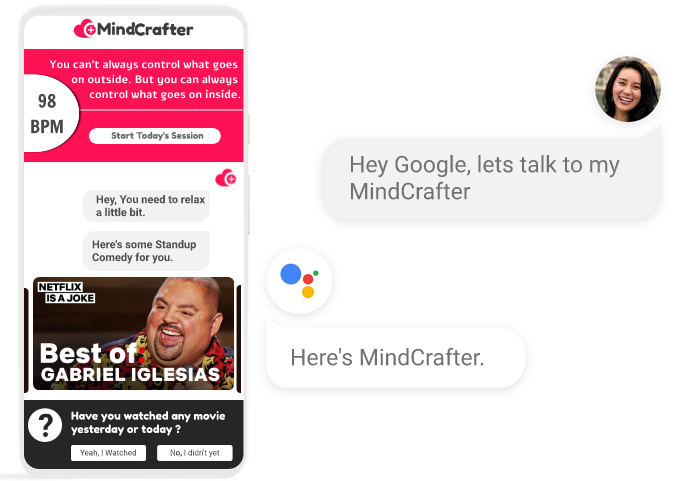 MindCrafter
You can't always control what goes
on outside. But you can always
control what goes on inside.
98
BPM
Start Today's Session
Hey, You need to relax
a little bit.
Here's some Standup
Comedy for you.
NETFLIX
IS A JOKE
Best of
GABRIEL IGLESIAS
?
Have you watched any movie
yesterday or today ?
Yeah, I Watched
No, I didn't yet
Hey Google, lets talk to my
MindCrafter
Here's MindCrafter.